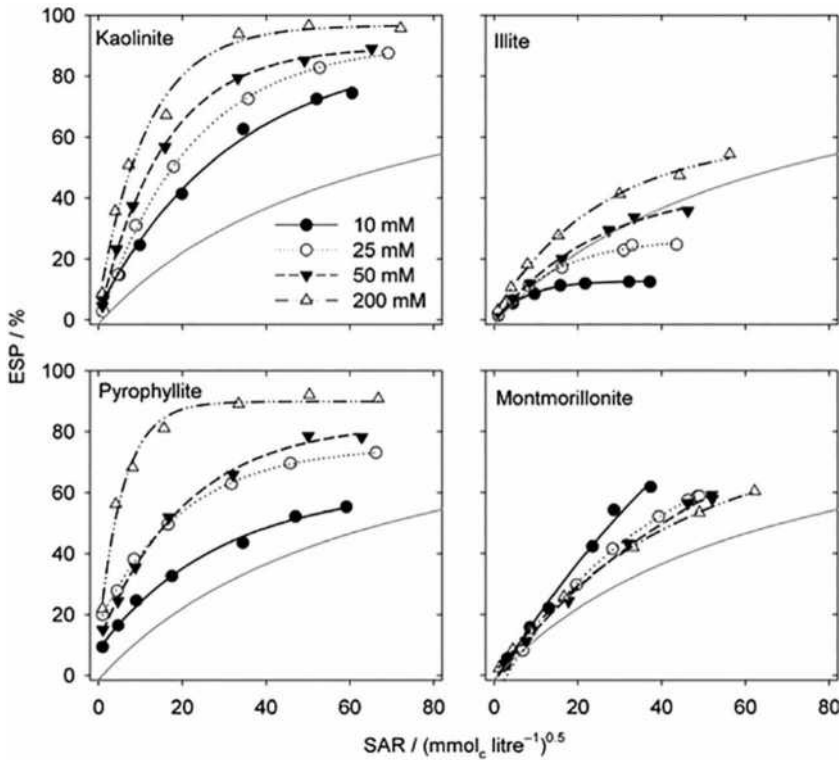 100
80
60
40
20
0
Kaolinite
10 mM
25 mM
50 mM
200 mM
Illite
ESP / %
100
80
60
40
20
0
Pyrophyllite
Montmorillonite
0 20 40 60 80
0 20 40 60 80
SAR / (mmolc litre−1)0.5